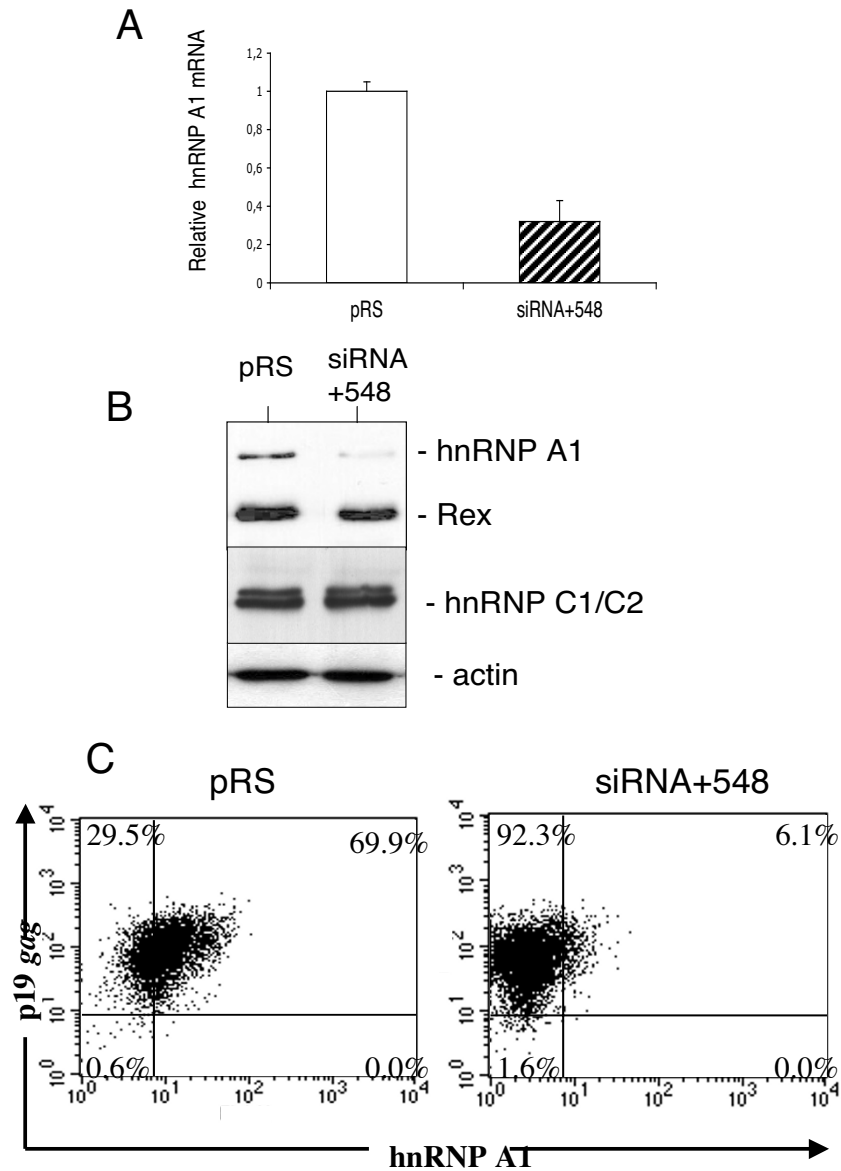 A
Relative hnRNP A1 mRNA
1,2
1
0,8
0,6
0,4
0,2
0
pRS
siRNA+548
B
pRS
siRNA
+548
- hnRNP A1
- Rex
- hnRNP C1/C2
- actin
C
pRS
siRNA+548
p19 gag
10^4
10^3
10^2
10^1
10^0
29.5%
69.9%
0.6%
0.0%
10^0 10^1 10^2 10^3 10^4
10^4
10^3
10^2
10^1
10^0
92.3%
6.1%
1.6%
0.0%
10^0 10^1 10^2 10^3 10^4
hnRNP A1